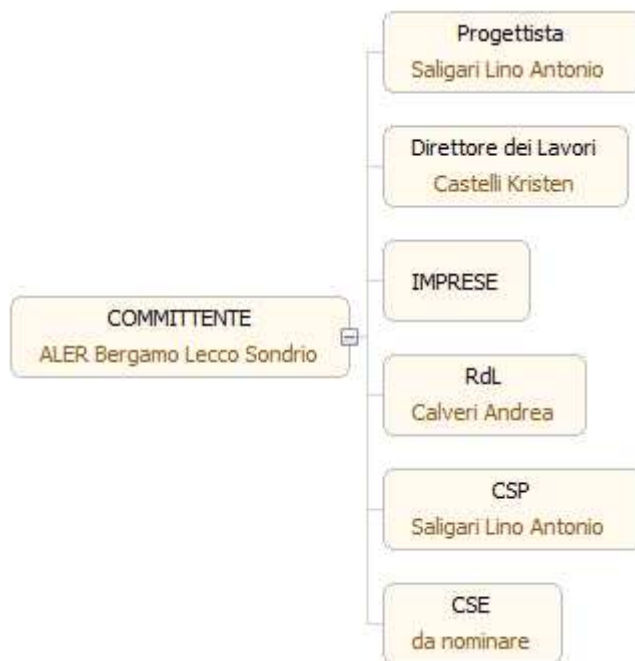 Progettista
Saligari Lino Antonio
Direttore dei Lavori
Castelli Kristen
IMPRESE
COMMITTENTE
ALER Bergamo Lecco Sondrio
RdL
Calveri Andrea
CSP
Saligari Lino Antonio
CSE
da nominare